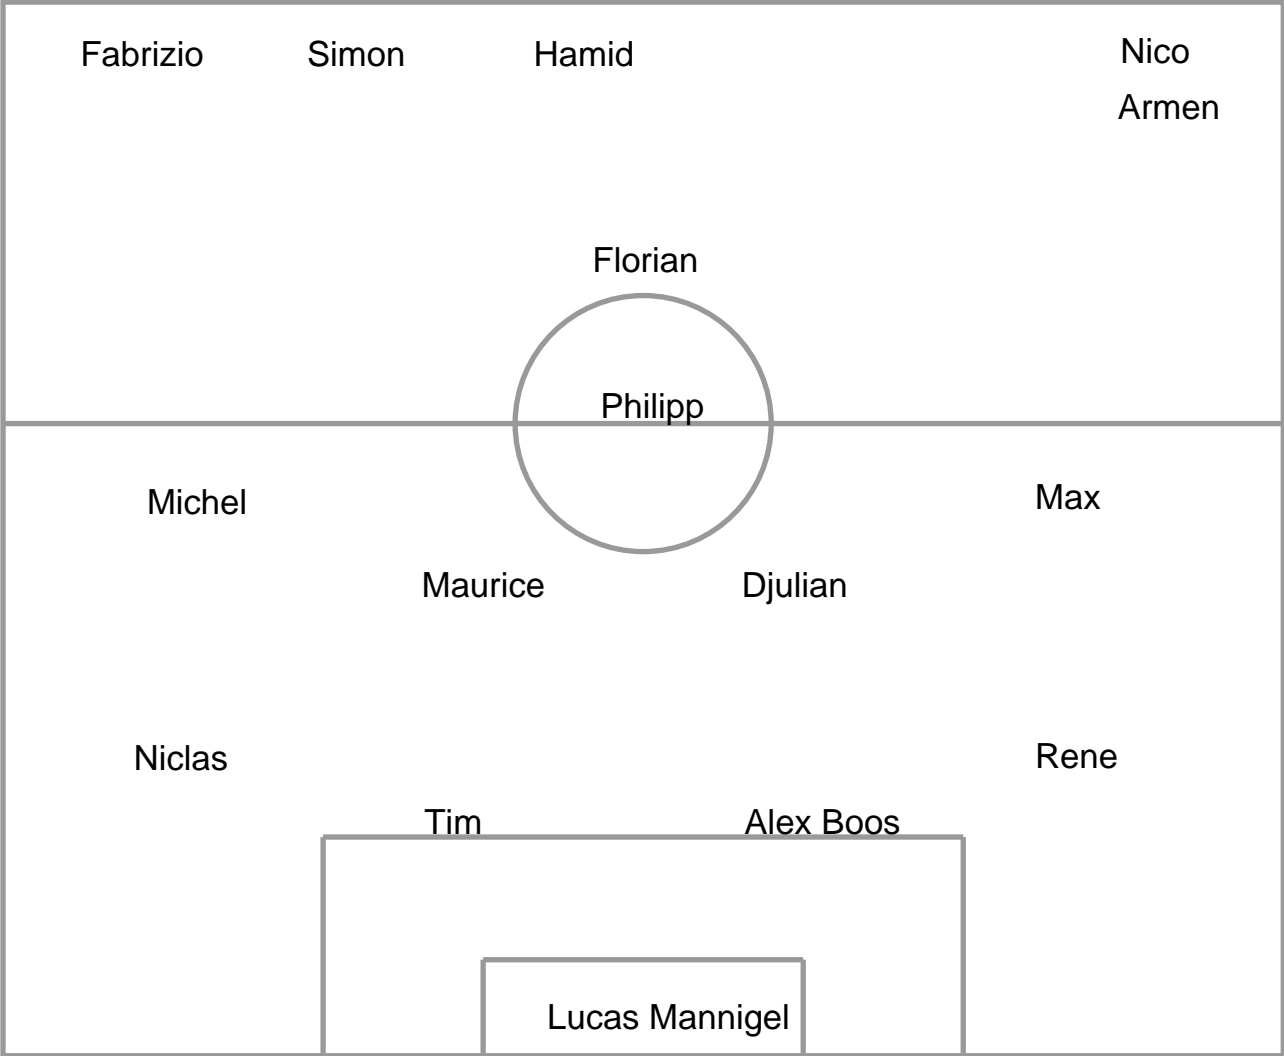 Fabrizio Simon Hamid Nico
Armen
Florian
Philipp
Michel Max
Maurice Djulian
Niclas Rene
Tim Alex Boos
Lucas Mannigel